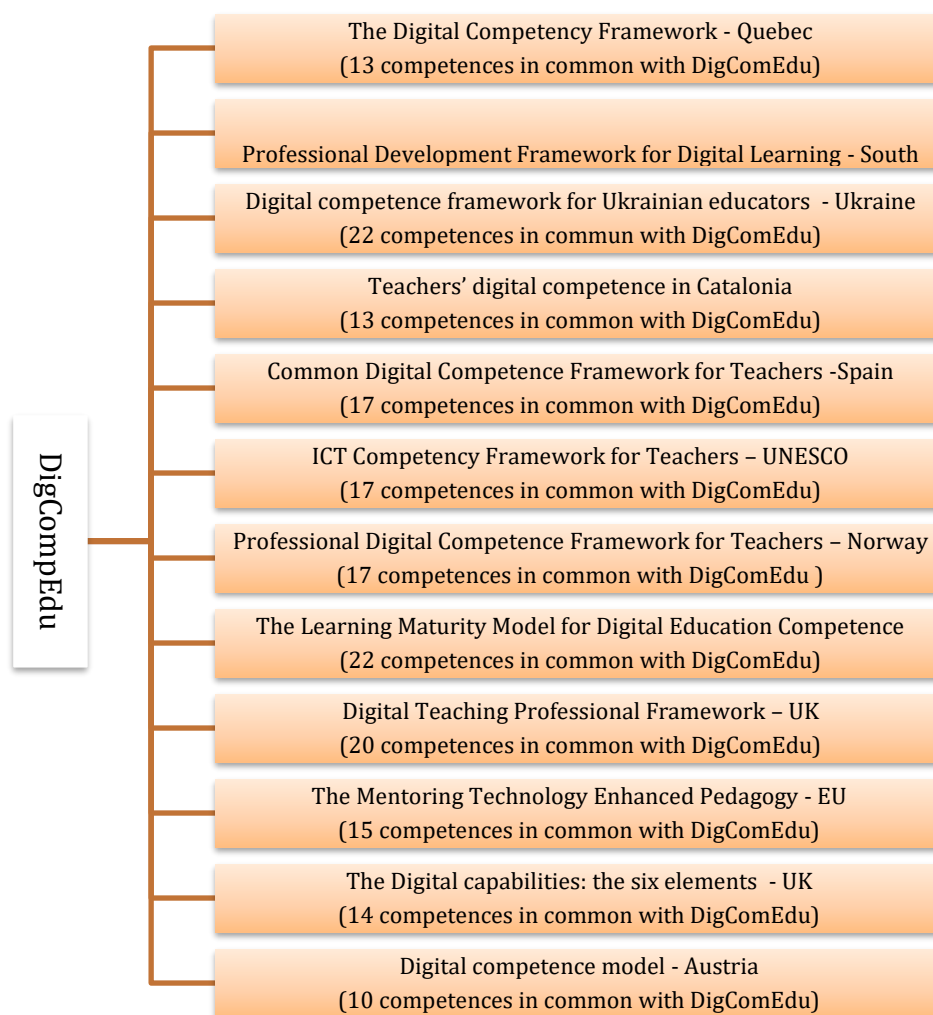 DigCompEdu
The Digital Competency Framework - Quebec
(13 competences in common with DigComEdu)
Professional Development Framework for Digital Learning - South
Digital competence framework for Ukrainian educators - Ukraine
(22 competences in commun with DigComEdu)
Teachers’ digital competence in Catalonia
(13 competences in common with DigComEdu)
Common Digital Competence Framework for Teachers -Spain
(17 competences in common with DigComEdu)
ICT Competency Framework for Teachers – UNESCO
(17 competences in common with DigComEdu)
Professional Digital Competence Framework for Teachers – Norway
(17 competences in common with DigComEdu )
The Learning Maturity Model for Digital Education Competence
(22 competences in common with DigComEdu)
Digital Teaching Professional Framework – UK
(20 competences in common with DigComEdu)
The Mentoring Technology Enhanced Pedagogy - EU
(15 competences in common with DigComEdu)
The Digital capabilities: the six elements - UK
(14 competences in common with DigComEdu)
Digital competence model - Austria
(10 competences in common with DigComEdu)